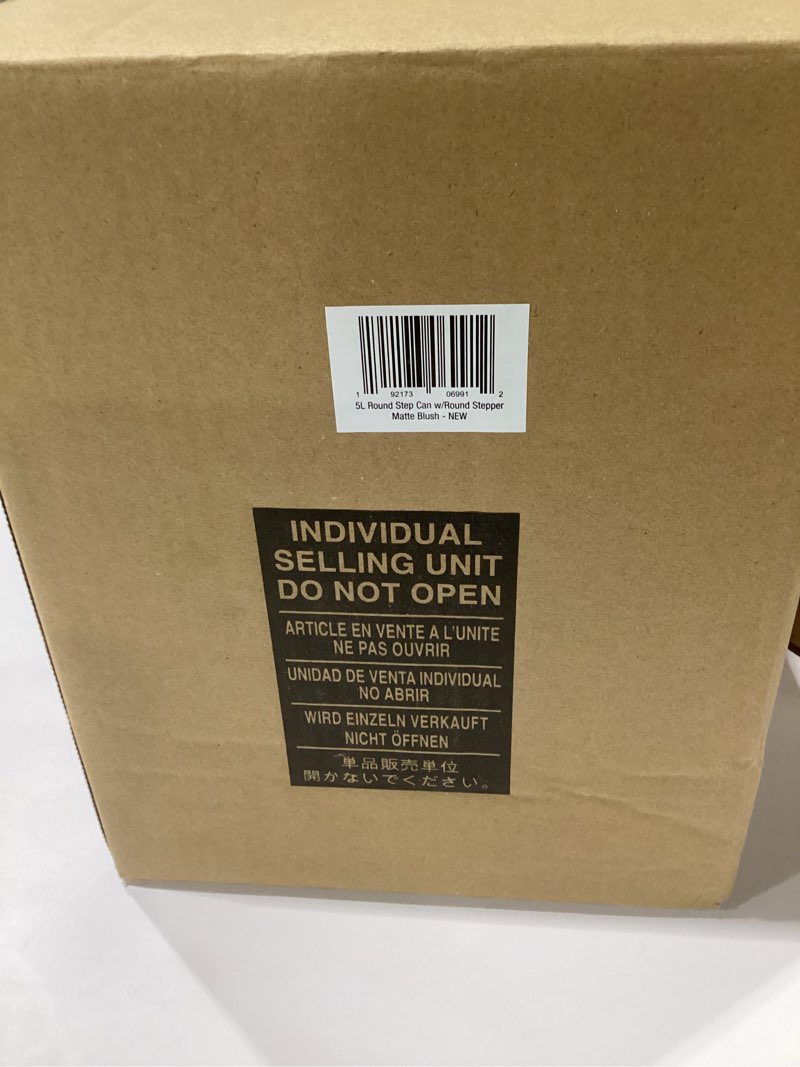 1 92173 06991 2
5L Round Step Can w/Round Stepper
Matte Blush - NEW
INDIVIDUAL
SELLING UNIT
DO NOT OPEN
ARTICLE EN VENTE A L'UNITE
NE PAS OUVRIR
UNIDAD DE VENTA INDIVIDUAL
NO ABRIR
WIRD EINZELN VERKAUFT
NICHT ÖFFNEN
単品販売単位
開かないでください。